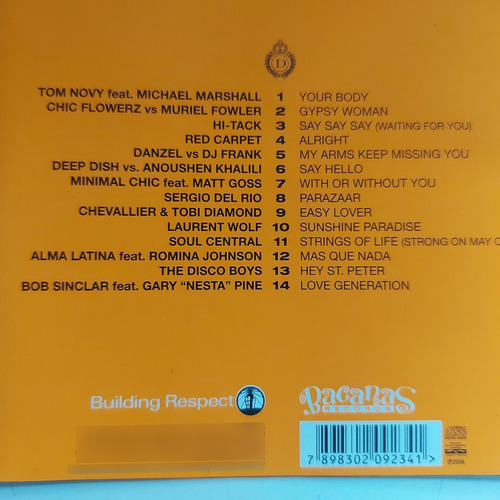 D
TOM NOVY feat. MICHAEL MARSHALL 1 YOUR BODY
CHIC FLOWERZ vs MURIEL FOWLER 2 GYPSY WOMAN
HI-TACK 3 SAY SAY SAY (WAITING FOR YOU)
RED CARPET 4 ALRIGHT
DANZEL vs DJ FRANK 5 MY ARMS KEEP MISSING YOU
DEEP DISH vs. ANOUSHEN KHALILI 6 SAY HELLO
MINIMAL CHIC feat. MATT GOSS 7 WITH OR WITHOUT YOU
SERGIO DEL RIO 8 PARAZAAR
CHEVALLIER & TOBI DIAMOND 9 EASY LOVER
LAURENT WOLF 10 SUNSHINE PARADISE
SOUL CENTRAL 11 STRINGS OF LIFE (STRONG ON MAY O
ALMA LATINA feat. ROMINA JOHNSON 12 MAS QUE NADA
THE DISCO BOYS 13 HEY ST. PETER
BOB SINCLAR feat. GARY "NESTA" PINE 14 LOVE GENERATION
Building Respect
Bacanas
RECORDS
7 898302 092341 >
℗2006